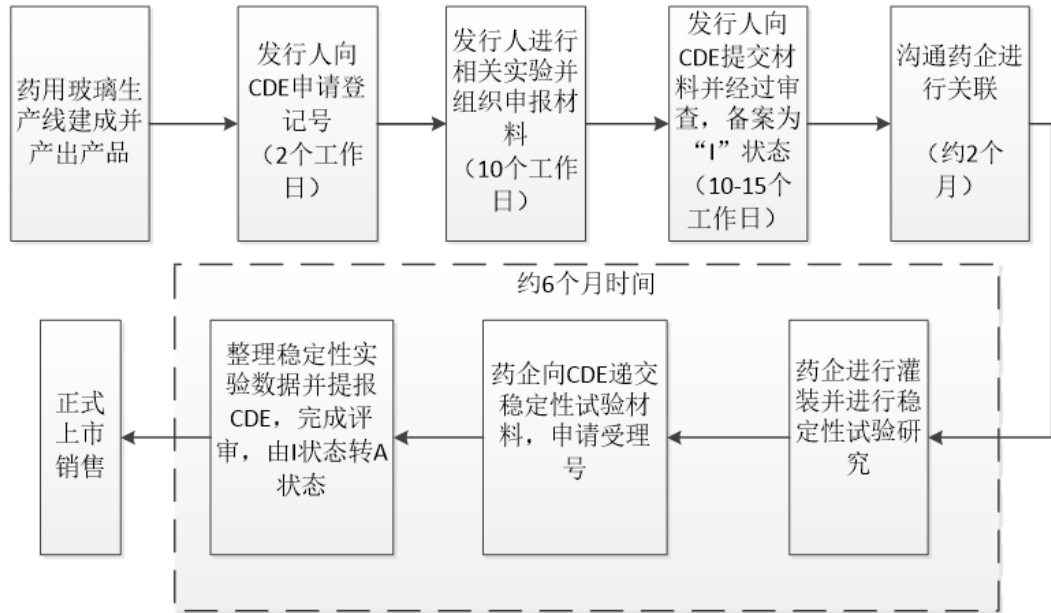 药用玻璃生
产线建成并
产出产品
发行人向
CDE申请登
记号
（2个工作
日）
发行人进行
相关实验并
组织申报材
料
（10个工作
日）
发行人向
CDE提交材
料并经过审
查，备案为
“I”状态
（10-15个
工作日）
沟通药企进
行关联
（约2个
月）
约6个月时间
药企进行灌
装并进行稳
定性试验研
究
药企向CDE递交
稳定性试验材
料，申请受理
号
整理稳定性实
验数据并提报
CDE，完成评
审，由I状态转A
状态
正式
上市
销售